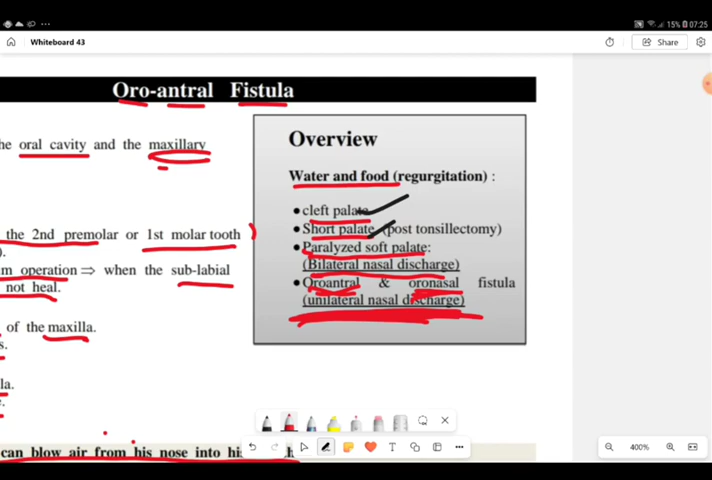 15% 07:25
Whiteboard 43
Share
Oro-antral Fistula
he oral cavity and the maxillary
the 2nd premolar or 1st molar tooth )
).
m operation ⇒ when the sub-labial
not heal.
of the maxilla.
s.
la.
can blow air from his nose into hi
Overview
Water and food (regurgitation) :
•cleft palate
•Short palate (post tonsillectomy)
•Paralyzed soft palate:
(Bilateral nasal discharge)
•Oroantral & oronasal fistula
(unilateral nasal discharge)
400%